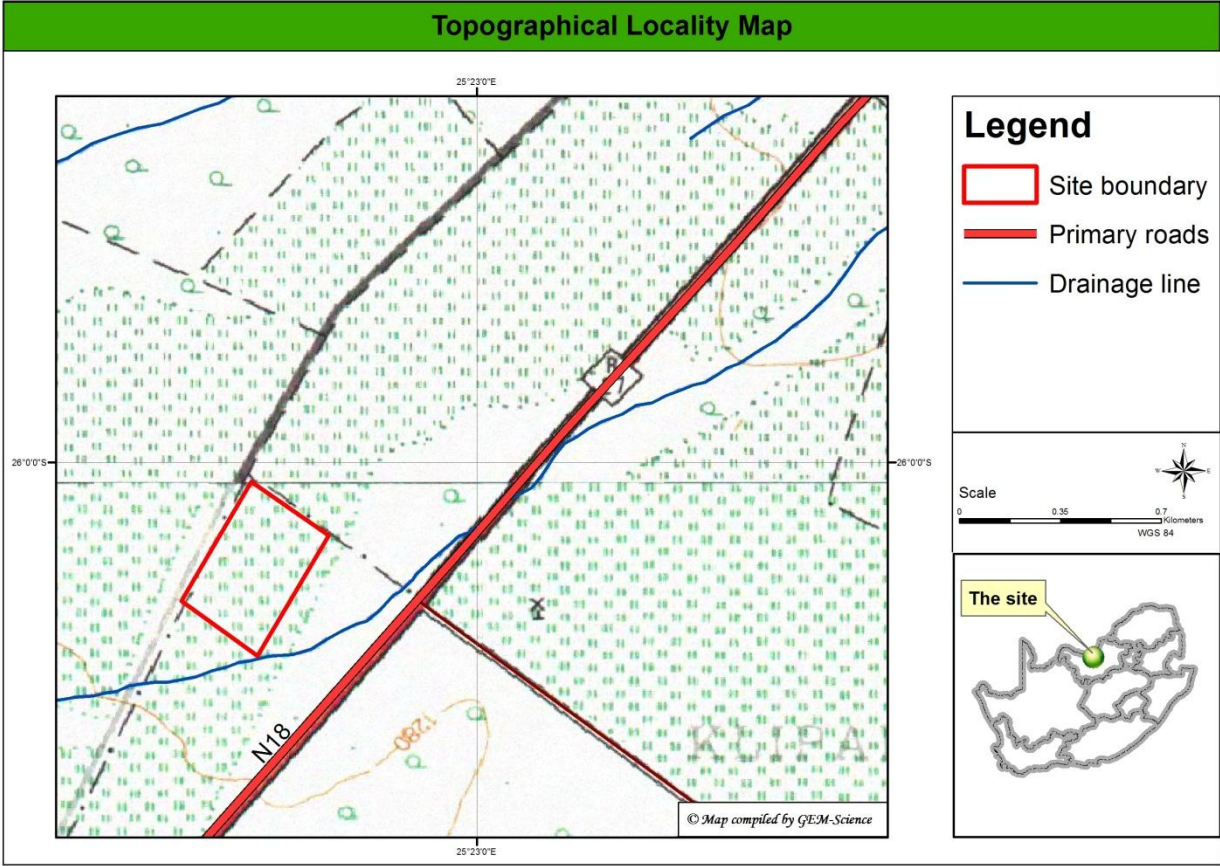 Topographical Locality Map
25°23'0"E
Legend
Site boundary
Primary roads
Drainage line
R
27
26°0'0"S
26°0'0"S
N
W E
S
Scale
0 0.35 0.7
Kilometers
WGS 84
The site
N18
1280
KLIPA
© Map compiled by GEM-Science
25°23'0"E